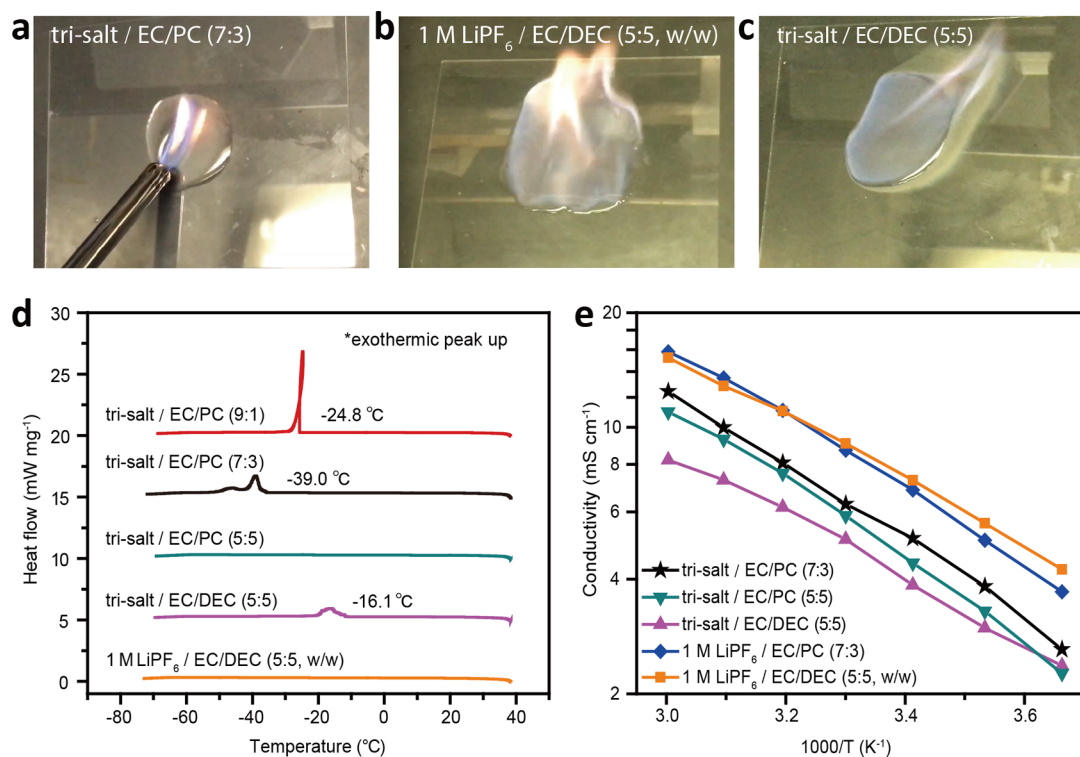 a
tri-salt / EC/PC (7:3)
b
1 M LiPF₆ / EC/DEC (5:5, w/w)
c
tri-salt / EC/DEC (5:5)
d
30
25
20
15
10
5
0
Heat flow (mW mg⁻¹)
*exothermic peak up
tri-salt / EC/PC (9:1)
-24.8 °C
tri-salt / EC/PC (7:3)
-39.0 °C
tri-salt / EC/PC (5:5)
tri-salt / EC/DEC (5:5)
-16.1 °C
1 M LiPF₆ / EC/DEC (5:5, w/w)
-80
-60
-40
-20
0
20
40
Temperature (°C)
e
20
10
8
6
4
2
Conductivity (mS cm⁻¹)
tri-salt / EC/PC (7:3)
tri-salt / EC/PC (5:5)
tri-salt / EC/DEC (5:5)
1 M LiPF₆ / EC/PC (7:3)
1 M LiPF₆ / EC/DEC (5:5, w/w)
3.0
3.2
3.4
3.6
1000/T (K⁻¹)